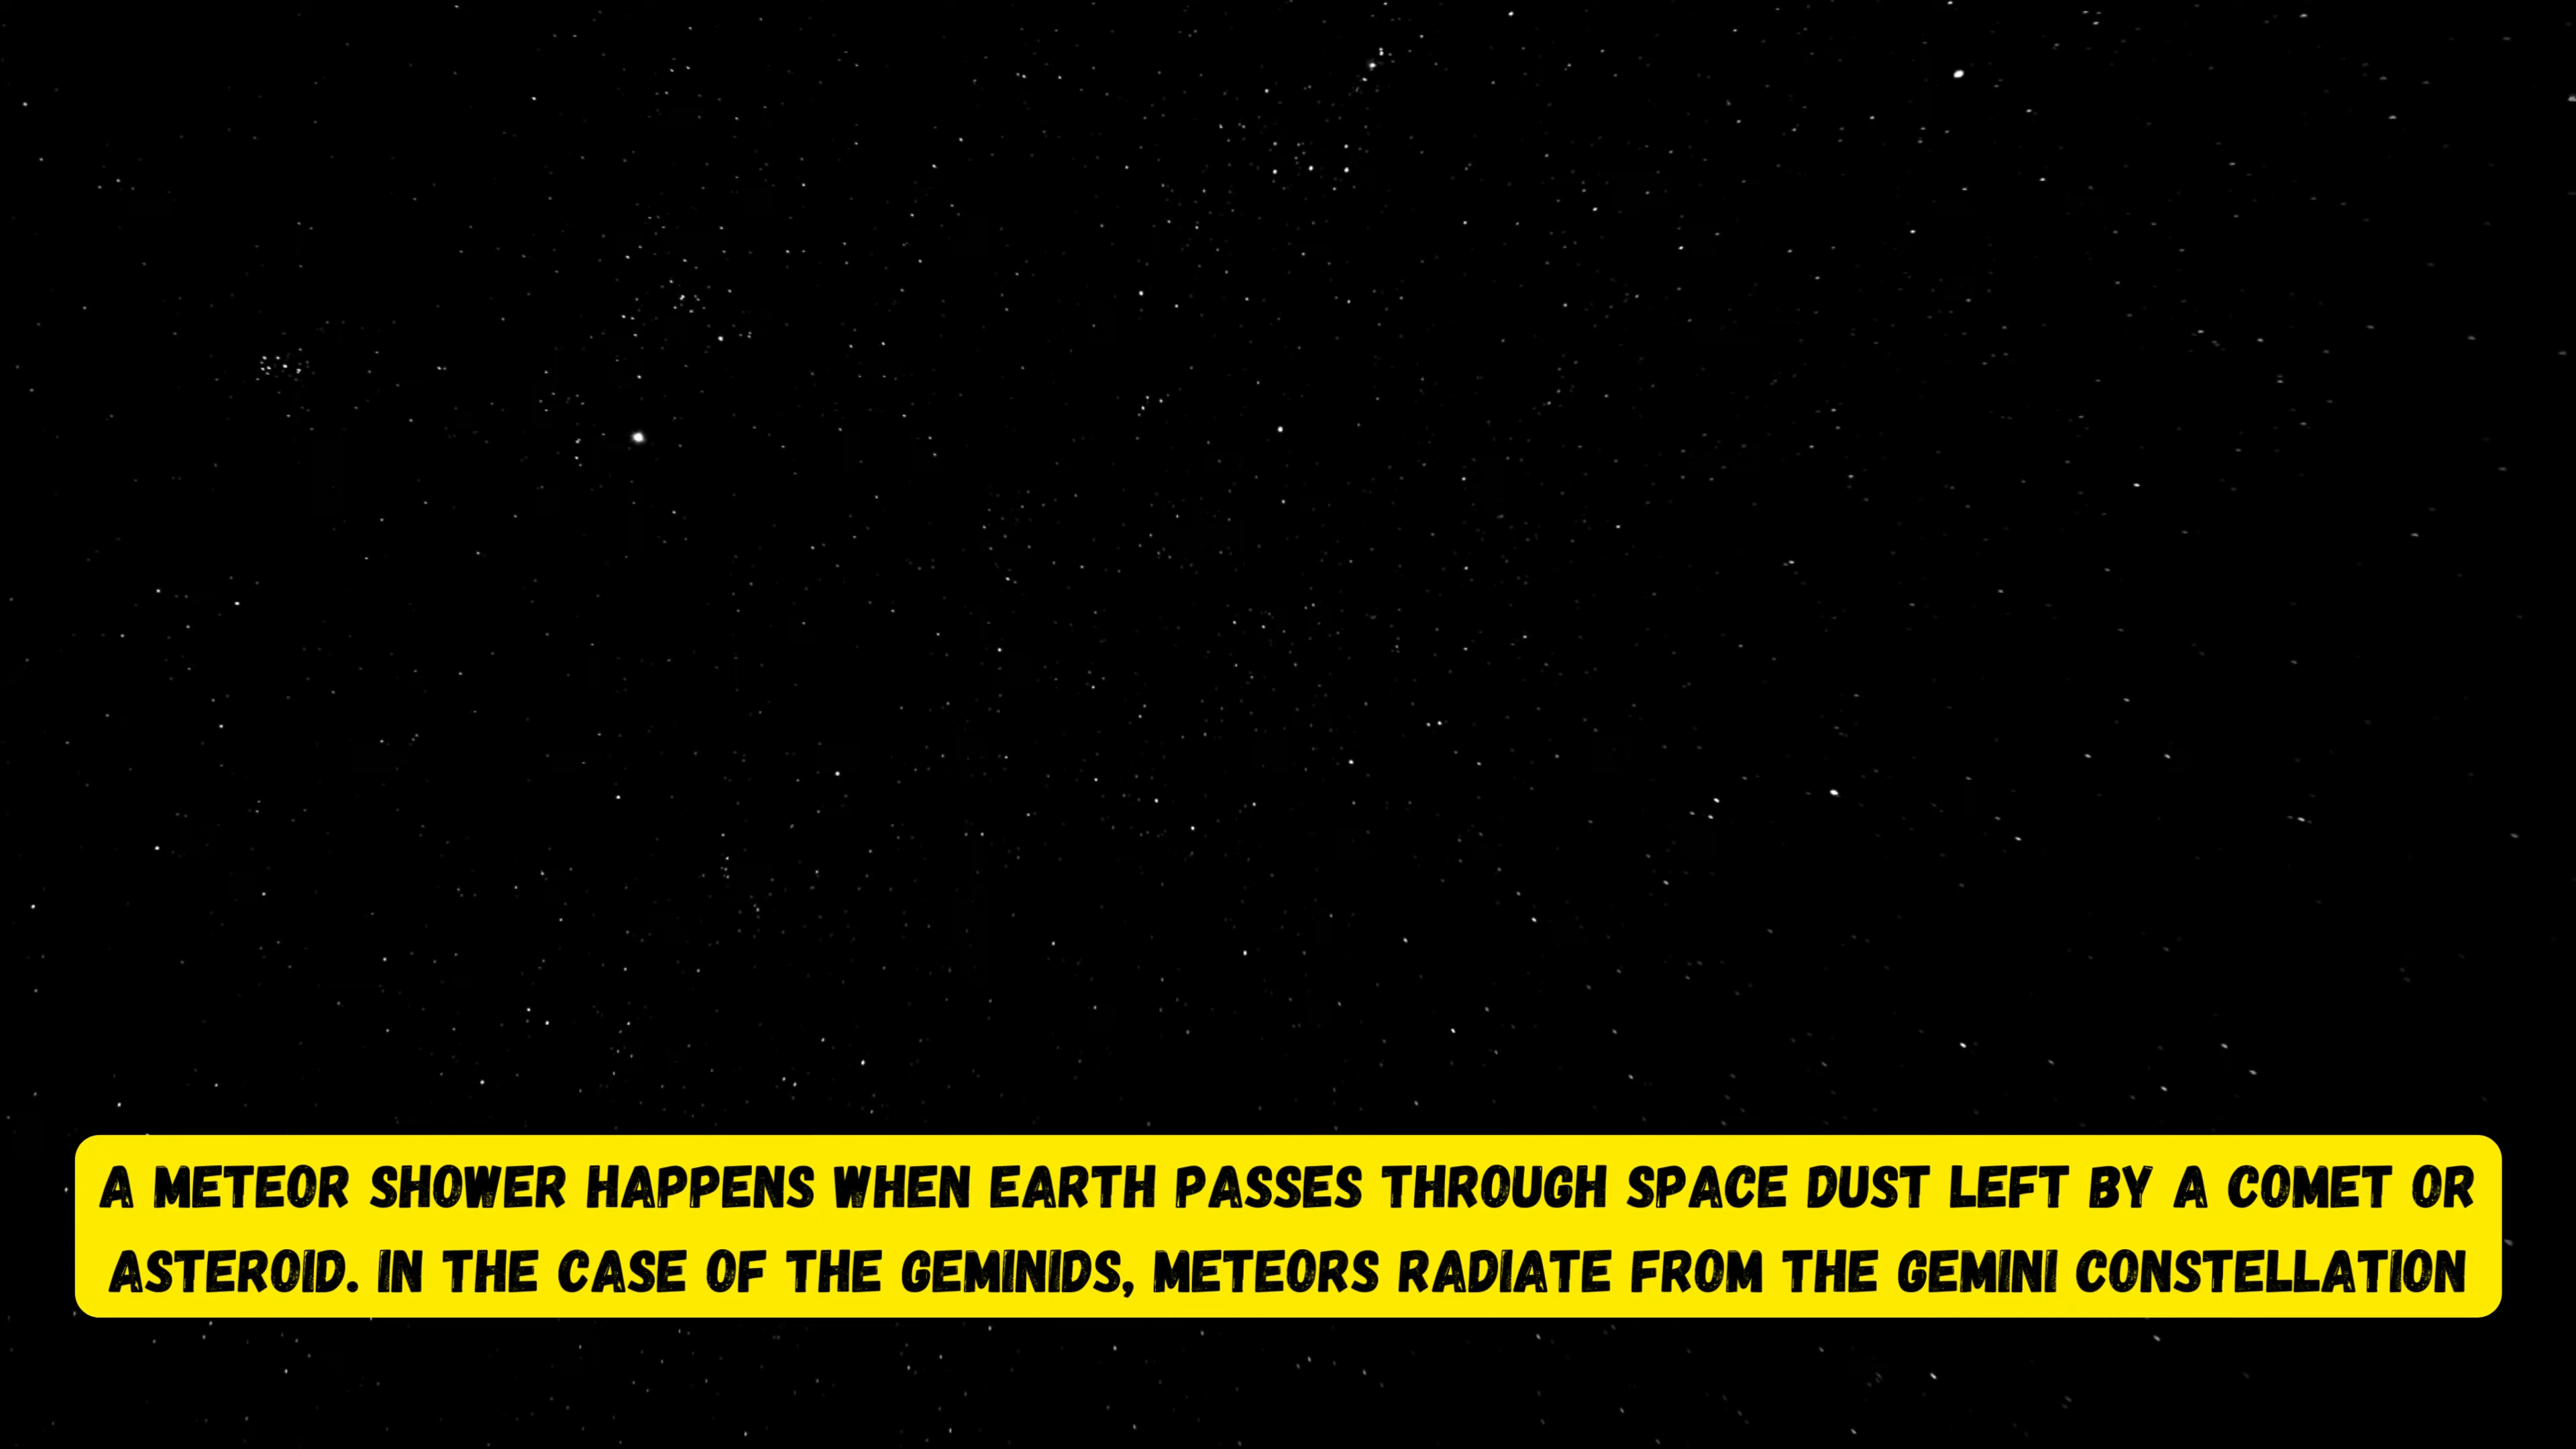 A METEOR SHOWER HAPPENS WHEN EARTH PASSES THROUGH SPACE DUST LEFT BY A COMET OR
ASTEROID. IN THE CASE OF THE GEMINIDS, METEORS RADIATE FROM THE GEMINI CONSTELLATION